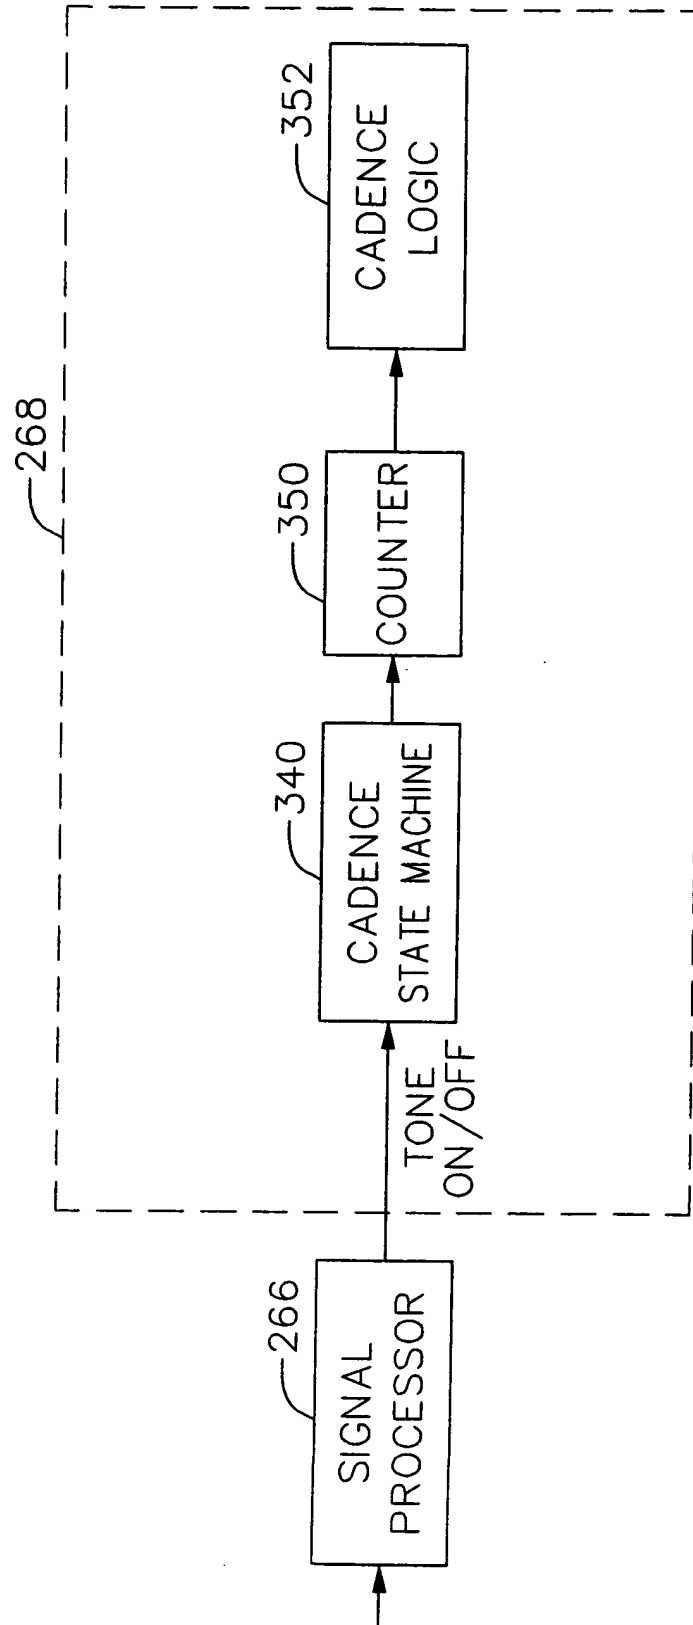 268
266
SIGNAL
PROCESSOR
TONE
ON/OFF
340
CADENCE
STATE MACHINE
350
COUNTER
352
CADENCE
LOGIC